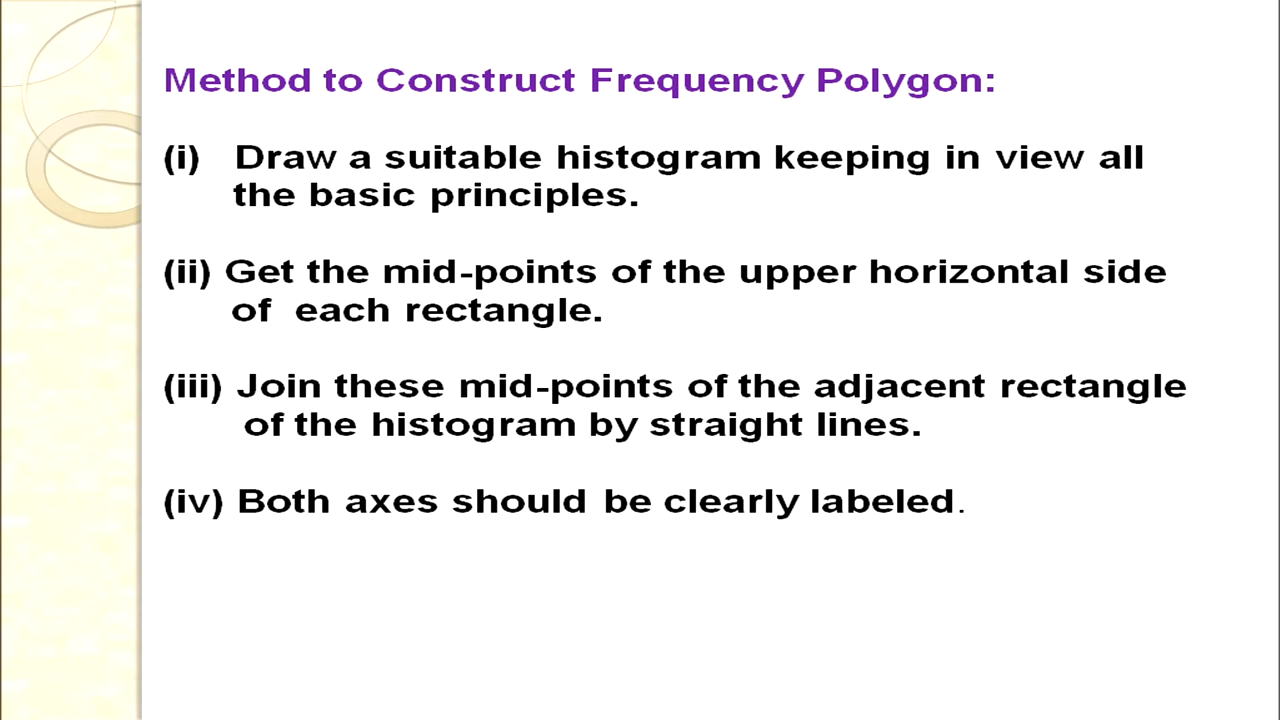 Method to Construct Frequency Polygon:
(i) Draw a suitable histogram keeping in view all
the basic principles.
(ii) Get the mid-points of the upper horizontal side
of each rectangle.
(iii) Join these mid-points of the adjacent rectangle
of the histogram by straight lines.
(iv) Both axes should be clearly labeled.